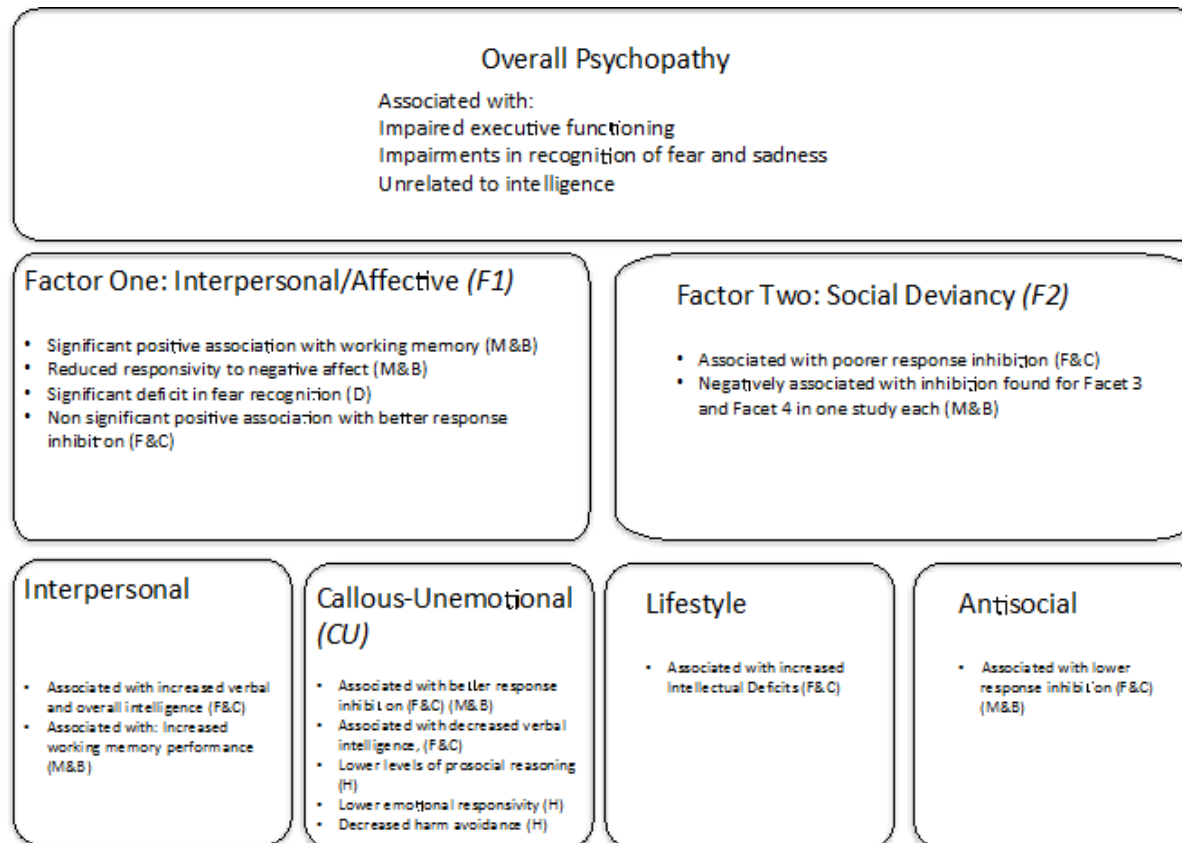 Overall Psychopathy
Associated with:
Impaired executive functioning
Impairments in recognition of fear and sadness
Unrelated to intelligence
Factor One: Interpersonal/Affective (F1)
• Significant positive association with working memory (M&B)
• Reduced responsivity to negative affect (M&B)
• Significant deficit in fear recognition (D)
• Non significant positive association with better response
inhibition (F&C)
Factor Two: Social Deviancy (F2)
• Associated with poorer response inhibition (F&C)
• Negatively associated with inhibition found for Facet 3
and Facet 4 in one study each (M&B)
Interpersonal
• Associated with increased verbal
and overall intelligence (F&C)
• Associated with: Increased
working memory performance
(M&B)
Callous-Unemotional
(CU)
• Associated with better response
inhibition (F&C) (M&B)
• Associated with decreased verbal
intelligence, (F&C)
• Lower levels of prosocial reasoning
(H)
• Lower emotional responsivity (H)
• Decreased harm avoidance (H)
Lifestyle
• Associated with increased
Intellectual Deficits (F&C)
Antisocial
• Associated with lower
response inhibition (F&C)
(M&B)